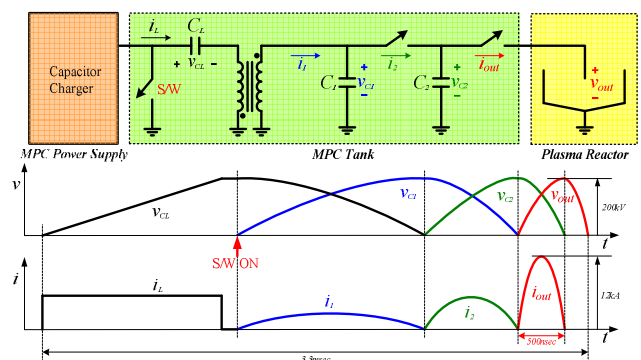 i_L C_L
+ v_CL -
Capacitor
Charger
S/W
i_1
C_1
+
v_C1
-
i_2
C_2
+
v_C2
-
i_out
+
v_out
-
MPC Power Supply
MPC Tank
Plasma Reactor
v
v_CL
v_C1
v_C2
v_out
200kV
t
S/W ON
i
i_L
i_1
i_2
i_out
12kA
500nsec
t